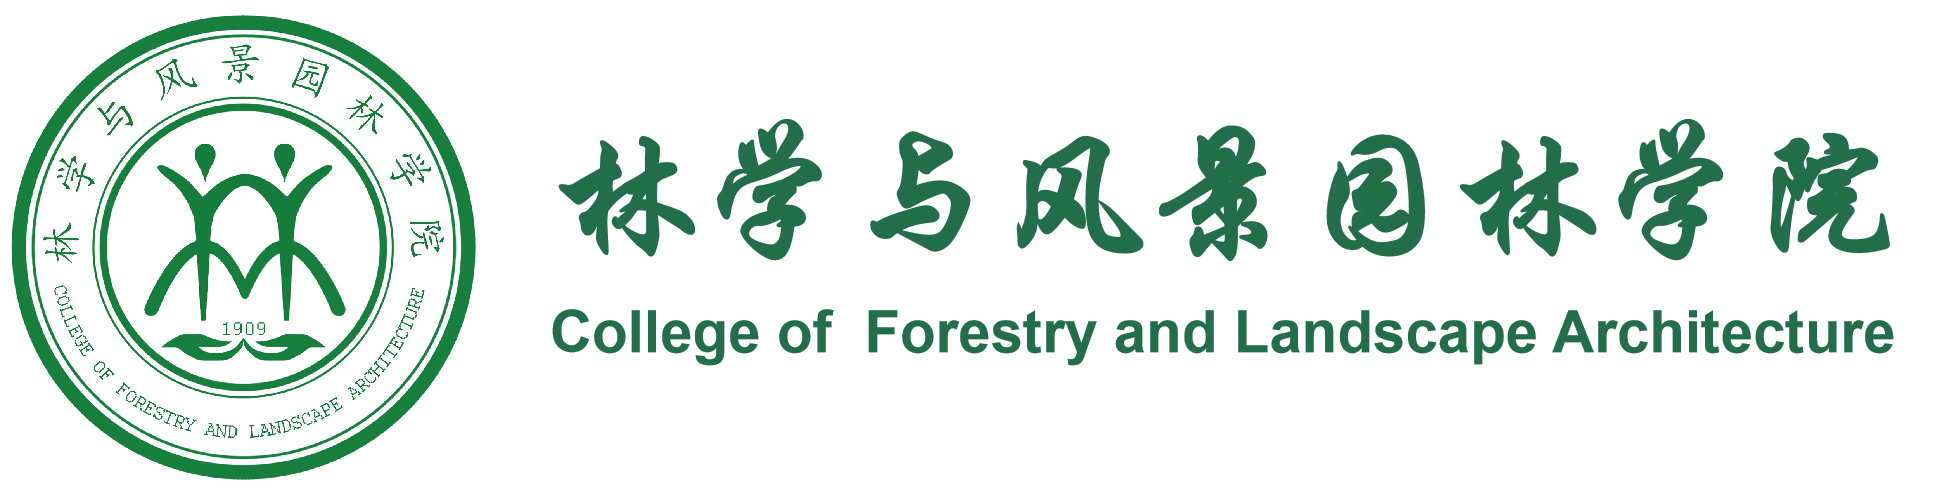 林学与风景园林学院
1909
COLLEGE OF FORESTRY AND LANDSCAPE ARCHITECTURE
林学与风景园林学院
College of Forestry and Landscape Architecture